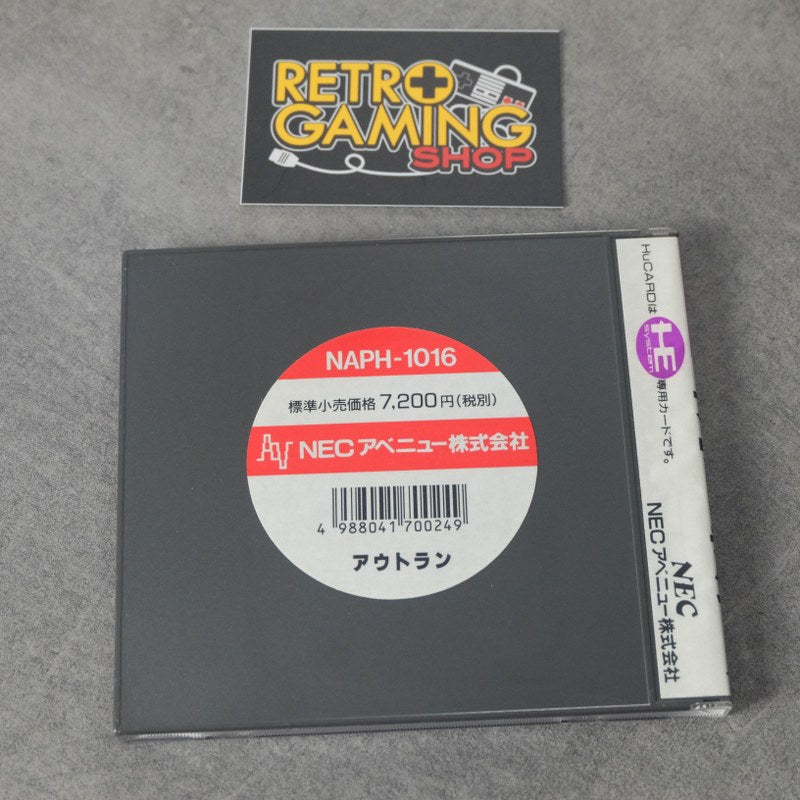 RETRO
GAMING
SHOP
NAPH-1016
標準小売価格 7,200円(税別)
NECアベニュー株式会社
4 988041 700249
アウトラン
HuCARDは
HE
system
専用カードです。
NEC
NECアベニュー株式会社